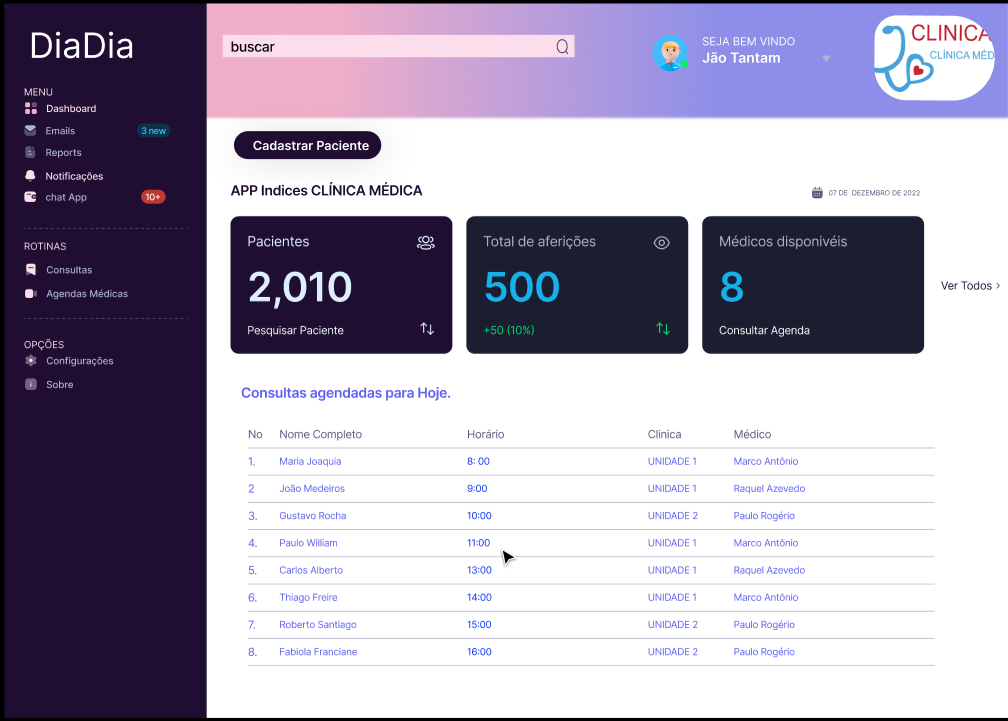 DiaDia
MENU
Dashboard
Emails 3 new
Reports
Notificações
chat App 10+
ROTINAS
Consultas
Agendas Médicas
OPÇÕES
Configurações
Sobre
buscar
SEJA BEM VINDO
Jão Tantam
CLINICA
CLÍNICA MÉD
Cadastrar Paciente
APP Indices CLÍNICA MÉDICA
07 DE DEZEMBRO DE 2022
Pacientes
2,010
Pesquisar Paciente
Total de aferições
500
+50 (10%)
Médicos disponivéis
8
Consultar Agenda
Ver Todos >
Consultas agendadas para Hoje.
No Nome Completo Horário Clinica Médico
1. Maria Joaquia 8: 00 UNIDADE 1 Marco Antônio
2 João Medeiros 9:00 UNIDADE 1 Raquel Azevedo
3. Gustavo Rocha 10:00 UNIDADE 2 Paulo Rogério
4. Paulo William 11:00 UNIDADE 1 Marco Antônio
5. Carlos Alberto 13:00 UNIDADE 1 Raquel Azevedo
6. Thiago Freire 14:00 UNIDADE 1 Marco Antônio
7. Roberto Santiago 15:00 UNIDADE 2 Paulo Rogério
8. Fabiola Franciane 16:00 UNIDADE 2 Paulo Rogério